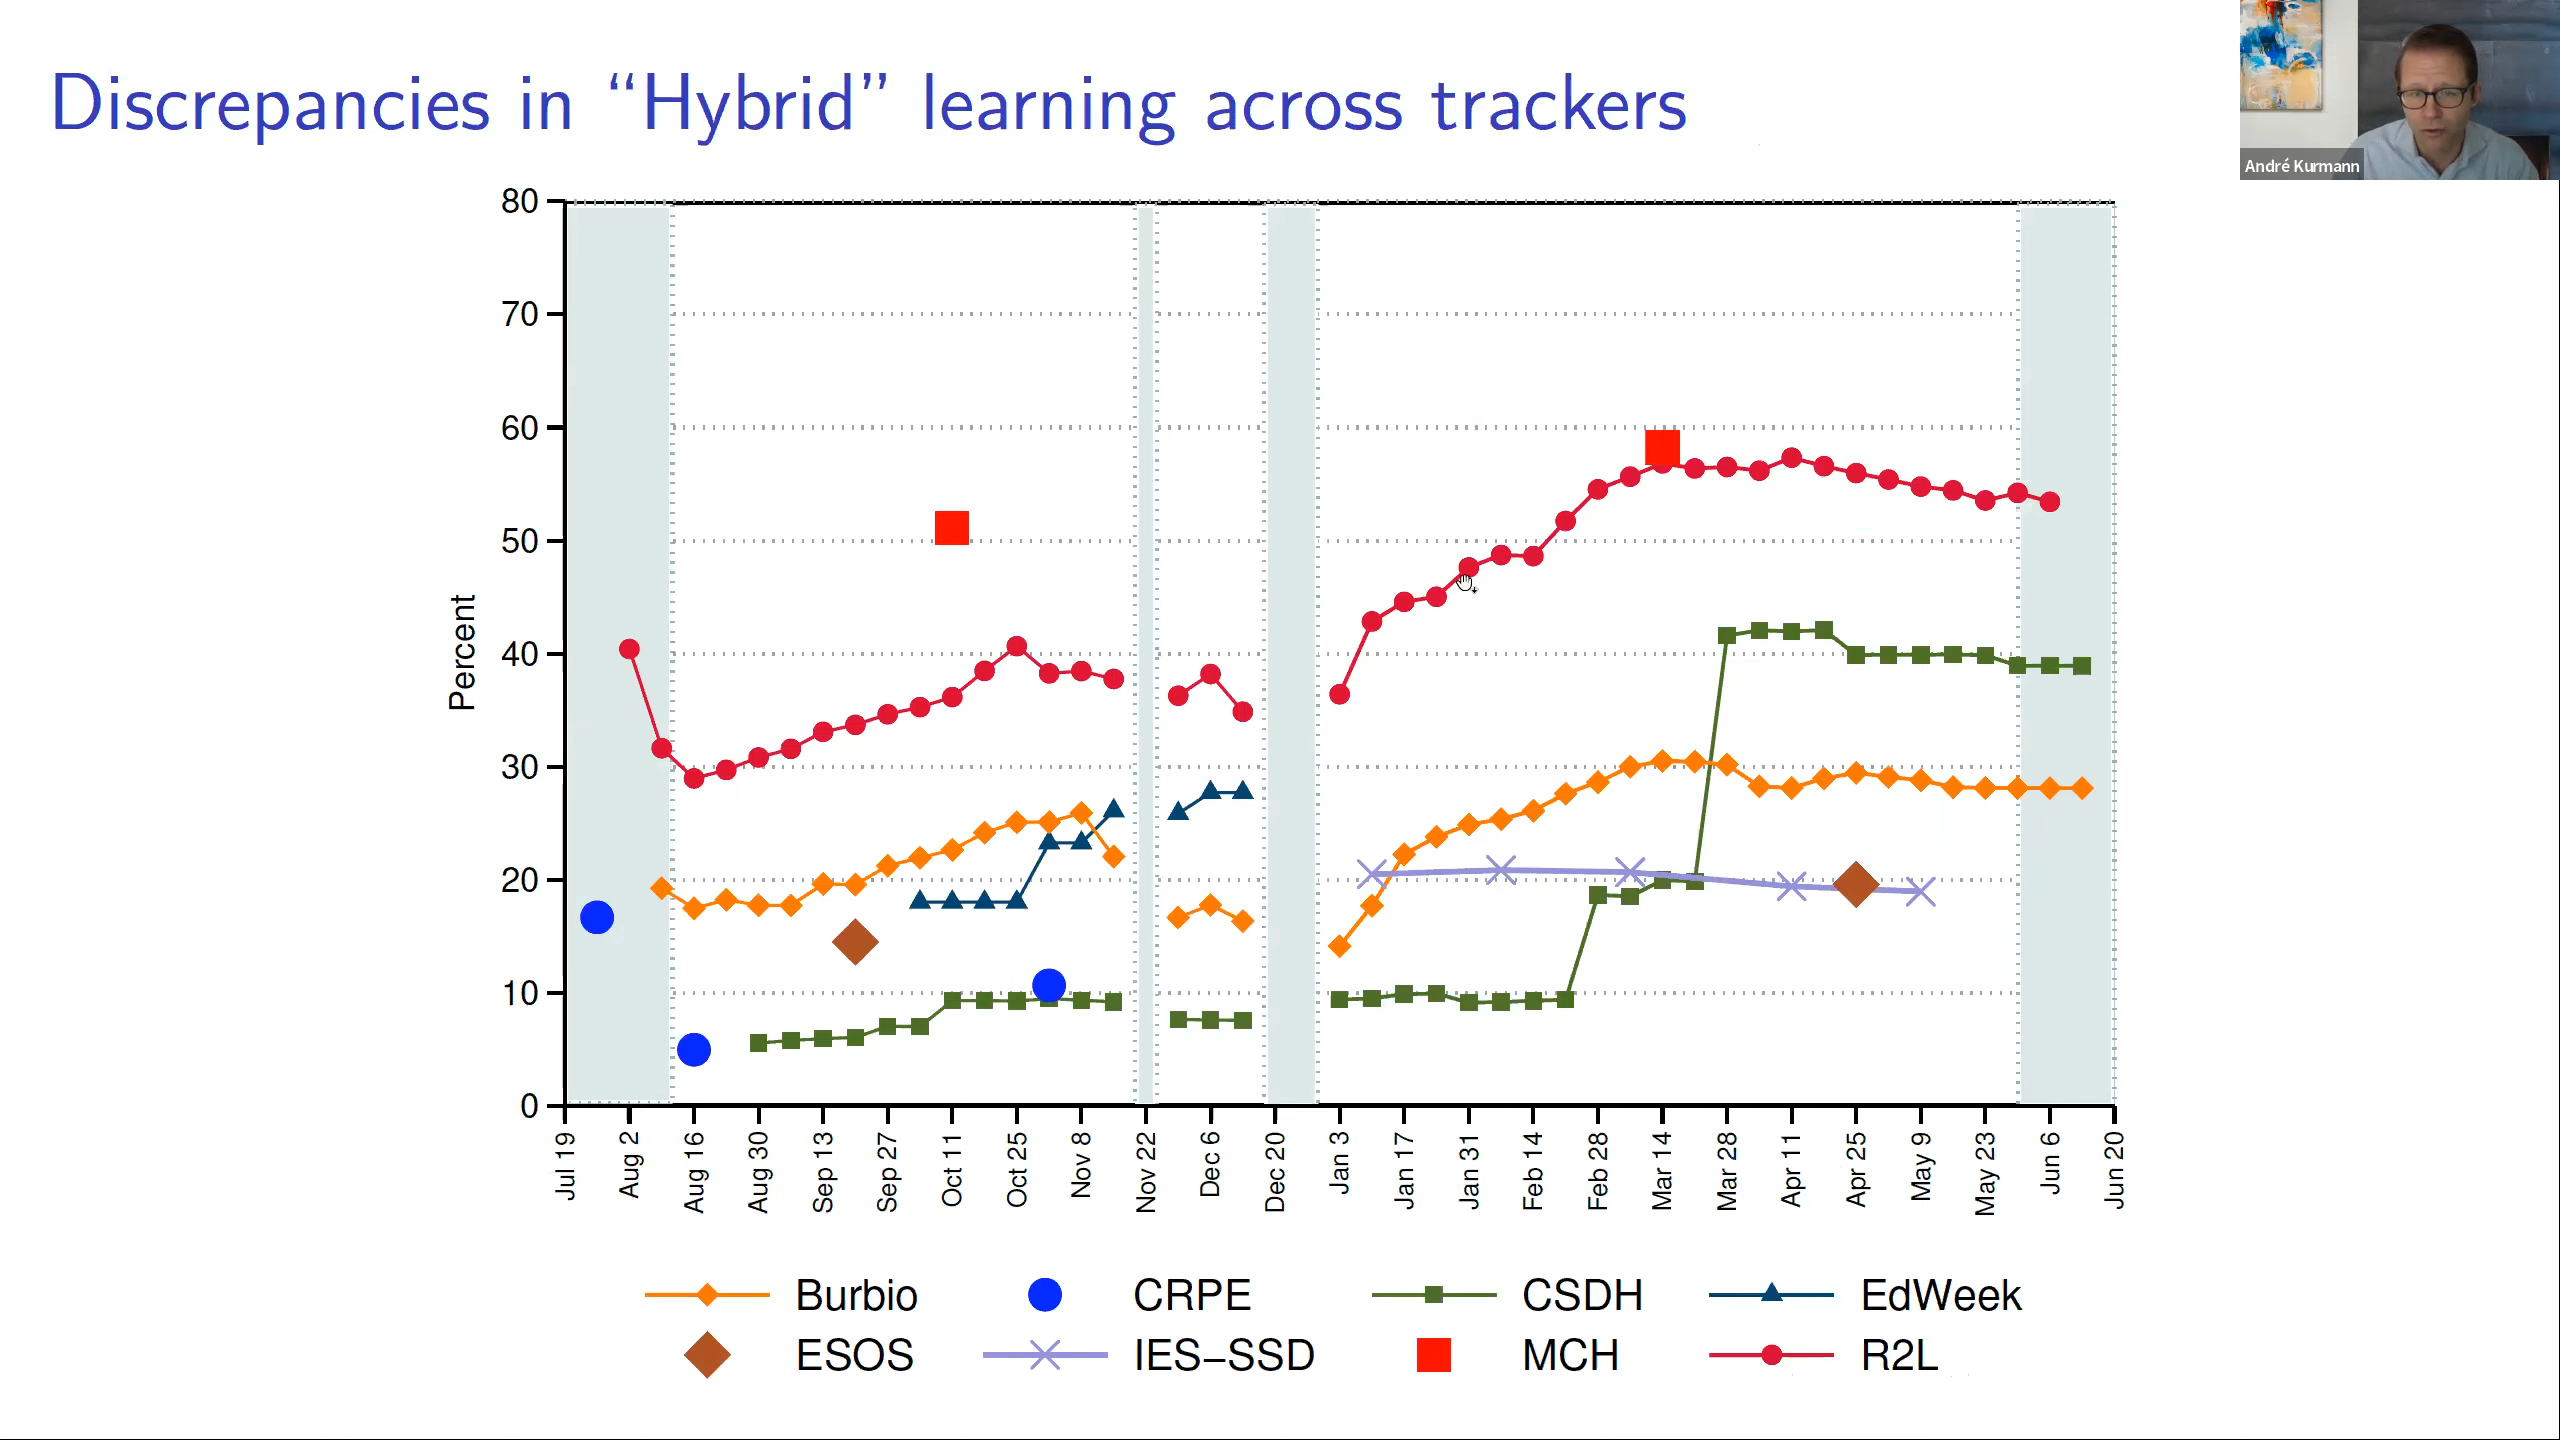 Discrepancies in “Hybrid” learning across trackers
André Kurmann
80
70
60
50
40
30
20
10
0
Percent
Jul 19
Aug 2
Aug 16
Aug 30
Sep 13
Sep 27
Oct 11
Oct 25
Nov 8
Nov 22
Dec 6
Dec 20
Jan 3
Jan 17
Jan 31
Feb 14
Feb 28
Mar 14
Mar 28
Apr 11
Apr 25
May 9
May 23
Jun 6
Jun 20
Burbio CRPE CSDH EdWeek
ESOS IES−SSD MCH R2L